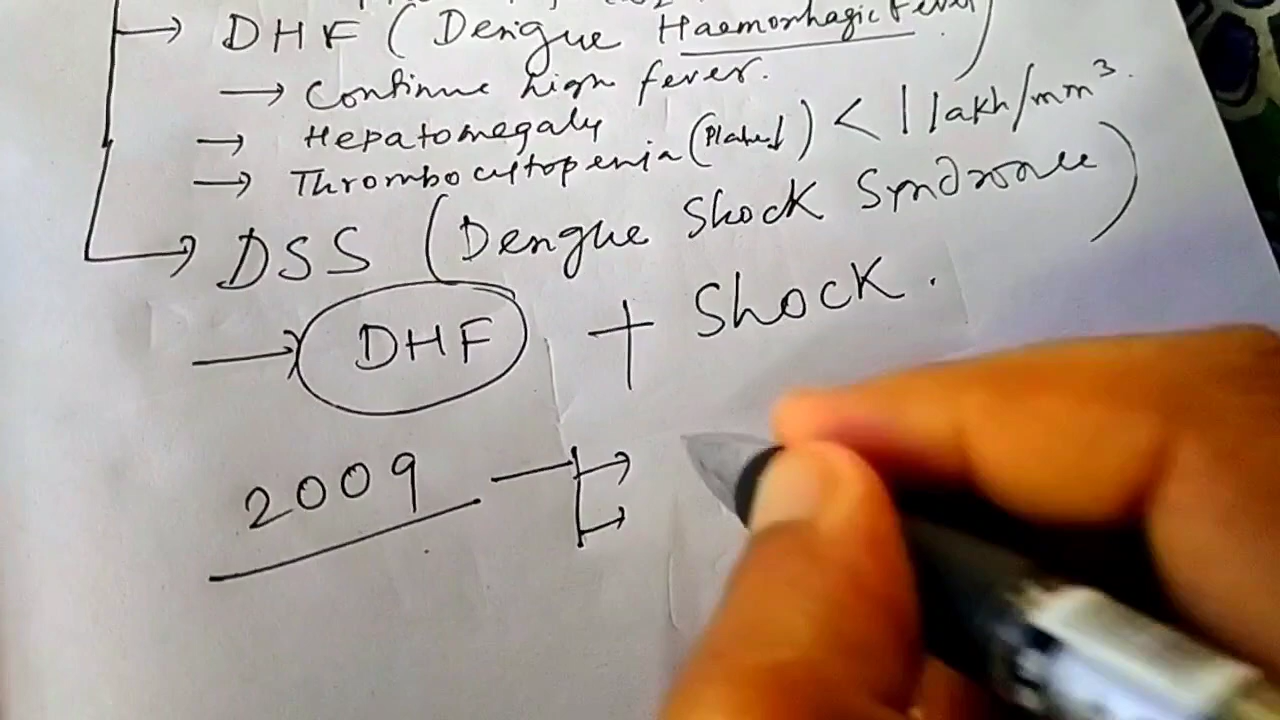 → DHF ( Dengue Haemorhagic Fever )
→ Continue high fever.
→ Hepatomegaly
→ Thrombocytopenia (Platelet) < 1 lakh/mm³.
→ DSS (Dengue Shock Syndrome)
→ DHF + Shock.
2009